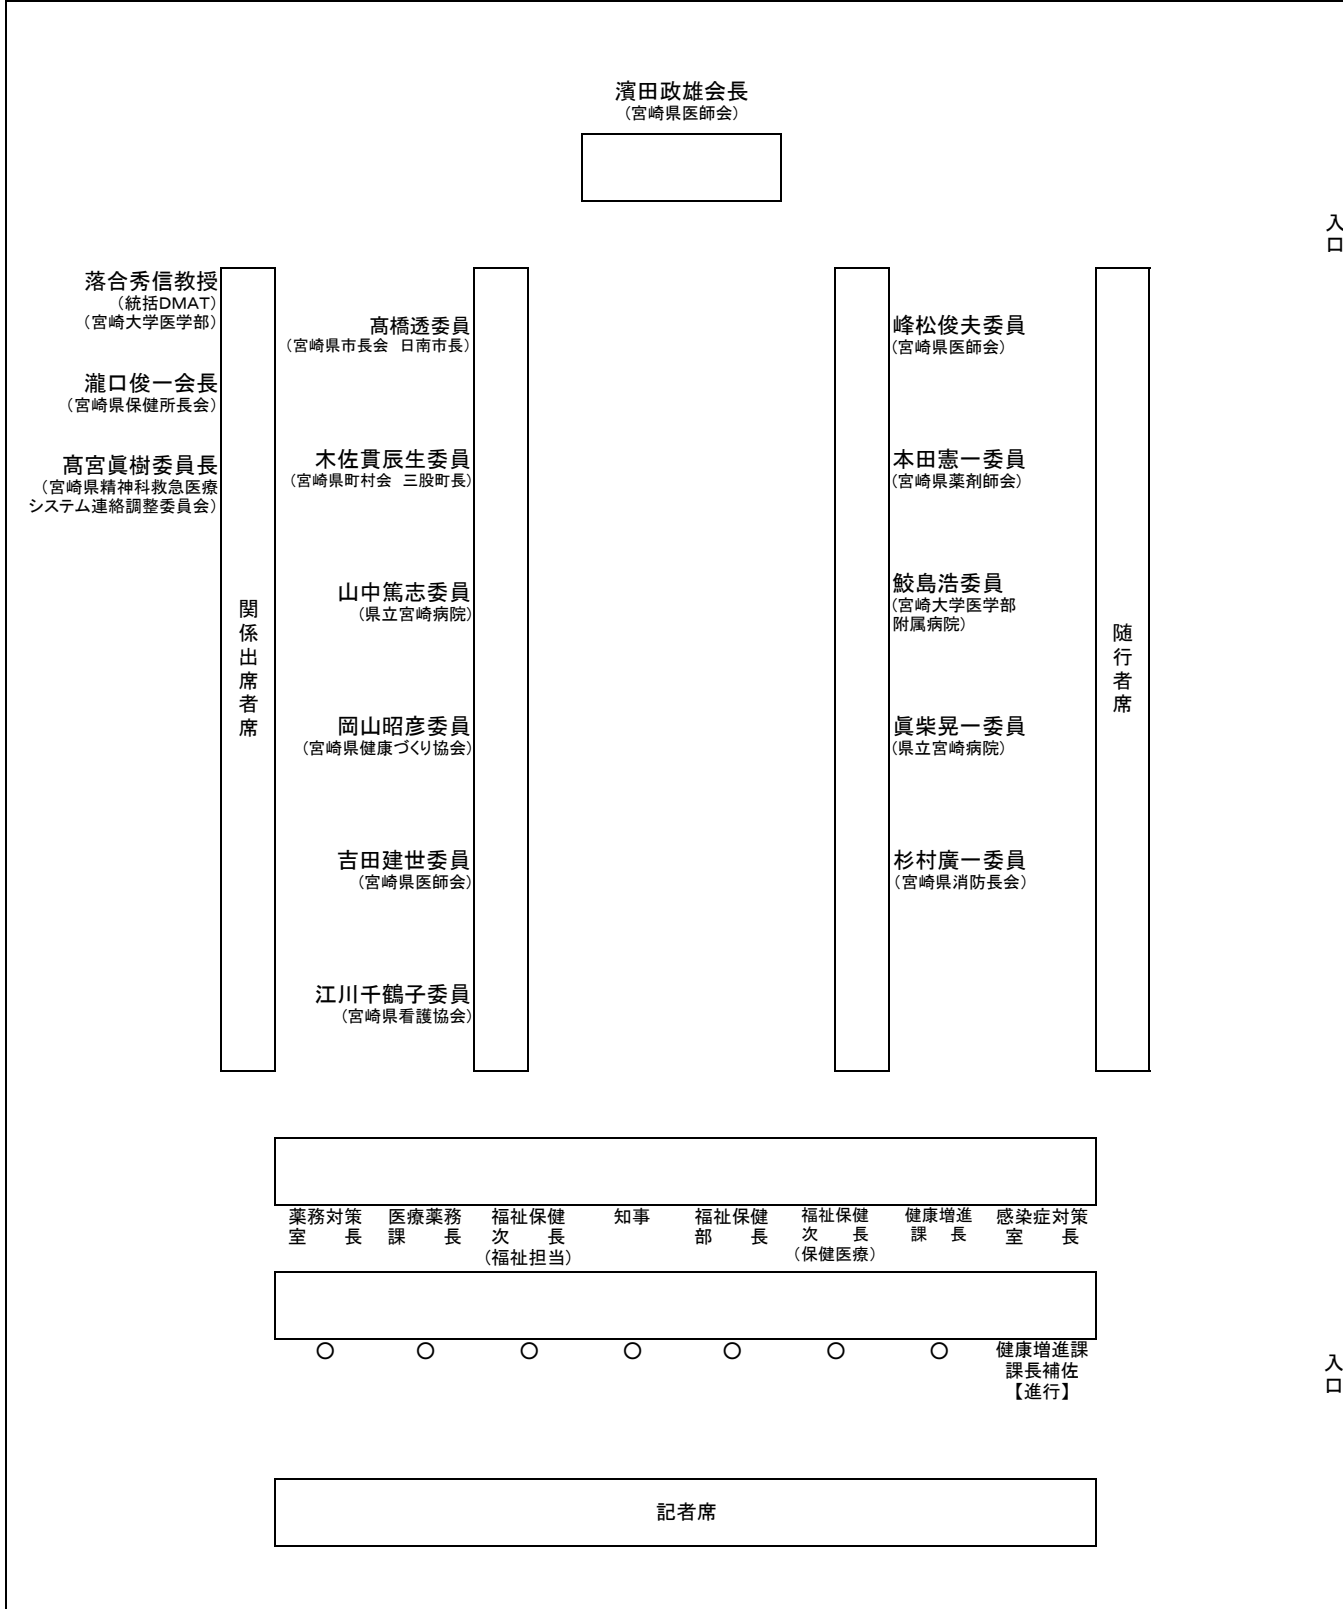 濱田政雄会長
（宮崎県医師会）
入口
落合秀信教授
（統括DMAT）
（宮崎大学医学部）
瀧口俊一会長
（宮崎県保健所長会）
髙宮眞樹委員長
（宮崎県精神科救急医療
システム連絡調整委員会）
関係出席者席
髙橋透委員
（宮崎県市長会　日南市長）
木佐貫辰生委員
（宮崎県町村会　三股町長）
山中篤志委員
（県立宮崎病院）
岡山昭彦委員
（宮崎県健康づくり協会）
吉田建世委員
（宮崎県医師会）
江川千鶴子委員
（宮崎県看護協会）
峰松俊夫委員
（宮崎県医師会）
本田憲一委員
（宮崎県薬剤師会）
鮫島浩委員
（宮崎大学医学部
附属病院）
眞柴晃一委員
（県立宮崎病院）
杉村廣一委員
（宮崎県消防長会）
随行者席
薬務対策
室　　長
医療薬務
課　　長
福祉保健
次　　長
（福祉担当）
知事
福祉保健
部　　長
福祉保健
次　　長
（保健医療）
健康増進
課　長
感染症対策
室　　長
○　○　○　○　○　○　○
健康増進課
課長補佐
【進行】
入口
記者席